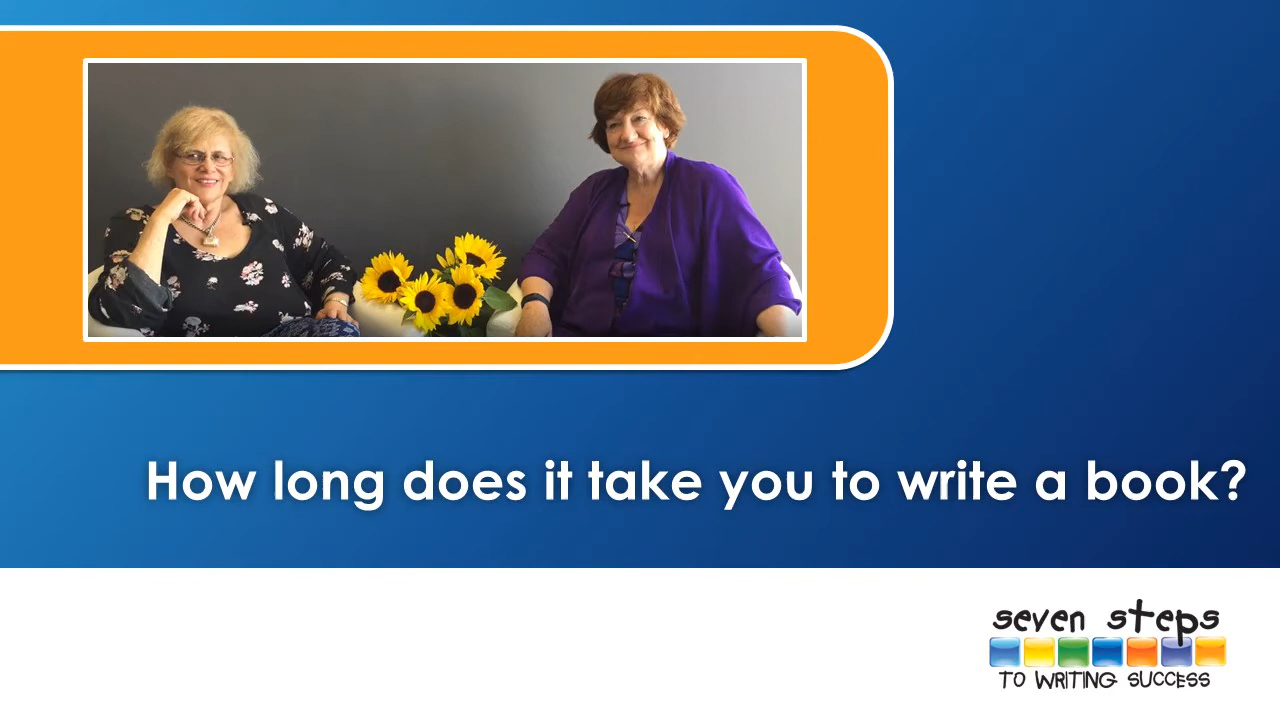 How long does it take you to write a book?
seven steps
TO WRITING SUCCESS